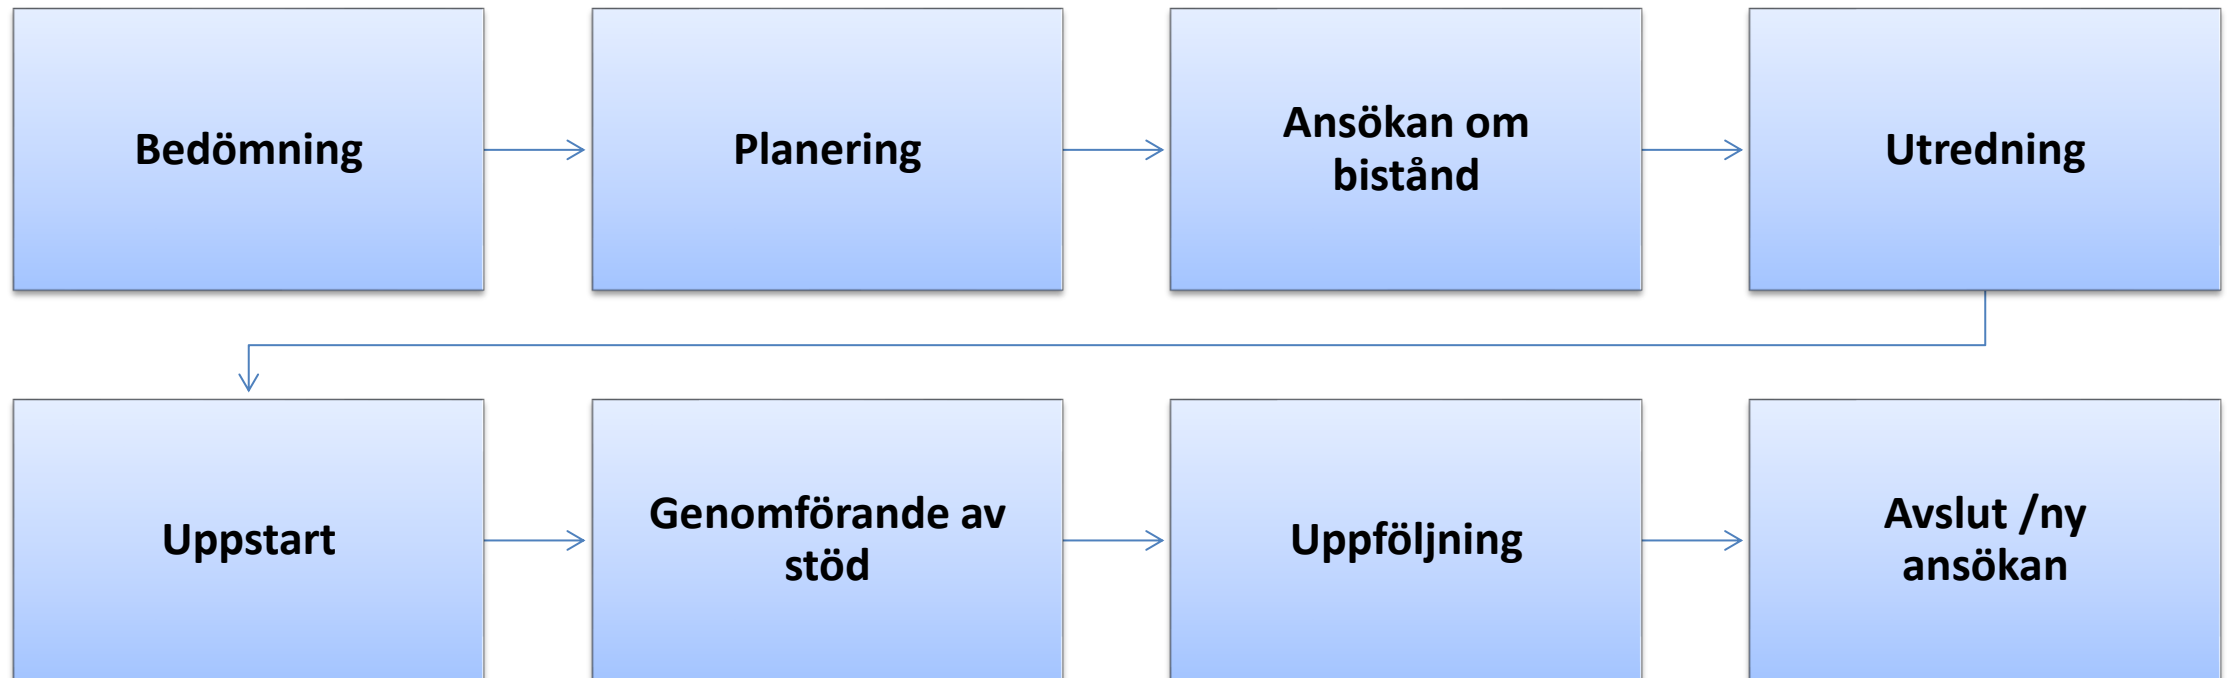 Bedömning
Planering
Ansökan om
bistånd
Utredning
Uppstart
Genomförande av
stöd
Uppföljning
Avslut /ny
ansökan